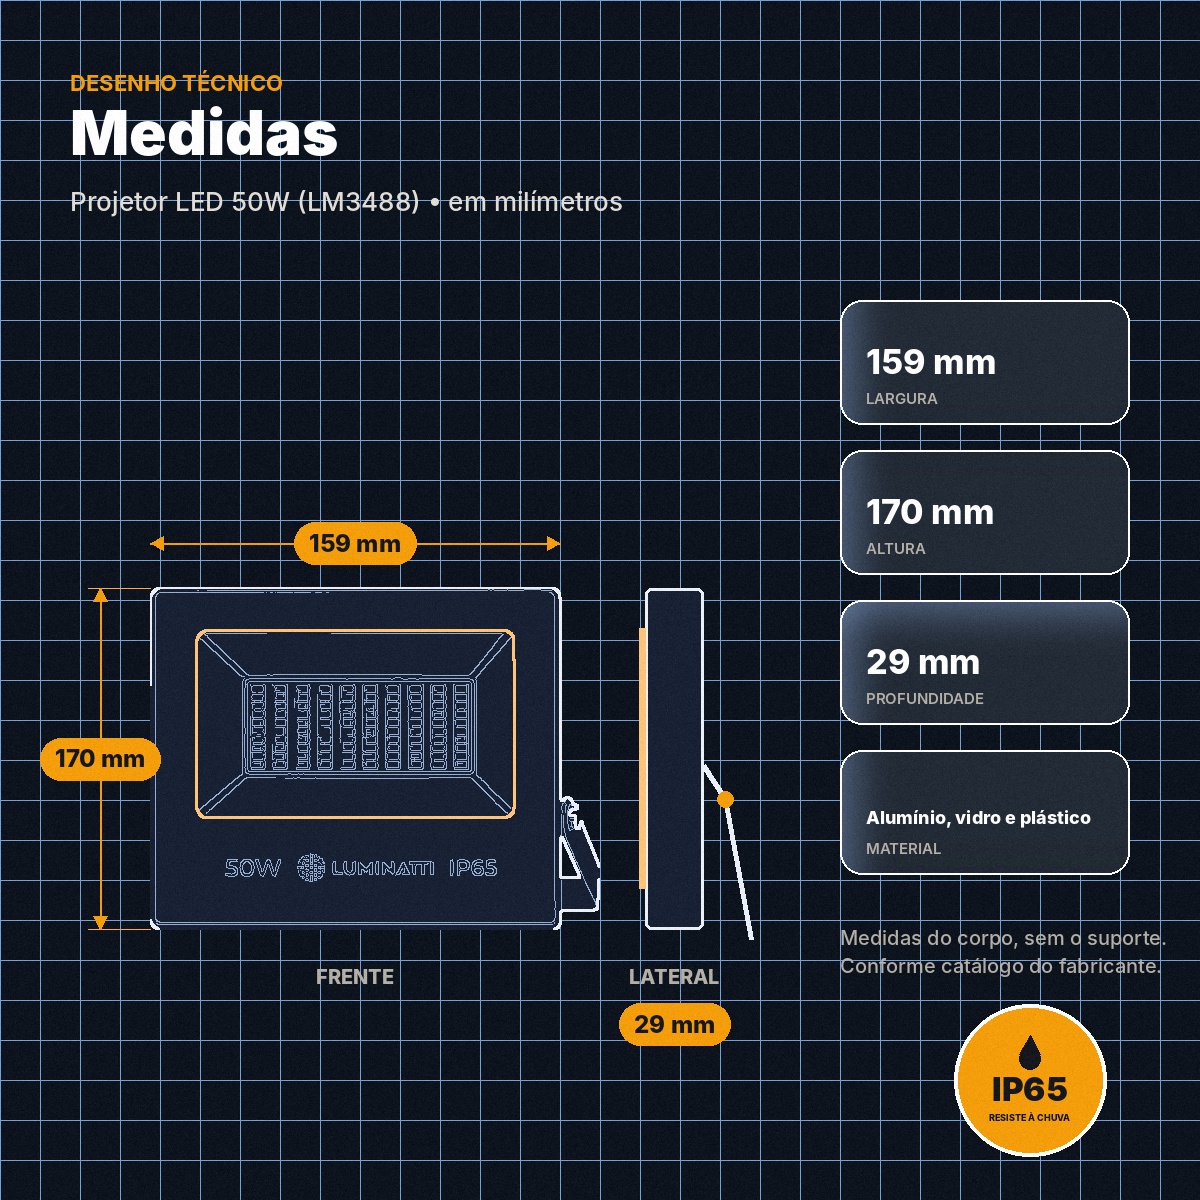 DESENHO TÉCNICO
Medidas
Projetor LED 50W (LM3488) • em milímetros
159 mm
LARGURA
170 mm
ALTURA
29 mm
PROFUNDIDADE
Alumínio, vidro e plástico
MATERIAL
159 mm
170 mm
50W LUMINATTI IP65
FRENTE
LATERAL
29 mm
Medidas do corpo, sem o suporte.
Conforme catálogo do fabricante.
IP65
RESISTE À CHUVA